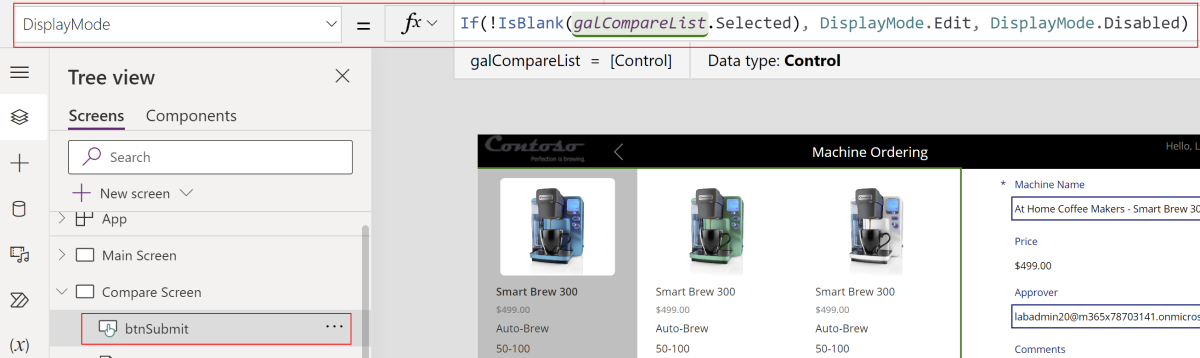 DisplayMode
=
fx
If(!IsBlank(galCompareList.Selected), DisplayMode.Edit, DisplayMode.Disabled)
galCompareList = [Control]
Data type: Control
Tree view
Screens
Components
Search
New screen
App
Main Screen
Compare Screen
btnSubmit
(x)
Contoso
Perfection is brewing.
Machine Ordering
Hello, L
Smart Brew 300
$499.00
Auto-Brew
50-100
Smart Brew 300
$499.00
Auto-Brew
50-100
Smart Brew 300
$499.00
Auto-Brew
50-100
* Machine Name
At Home Coffee Makers - Smart Brew 30
Price
$499.00
Approver
labadmin20@m365x78703141.onmicros
Comments